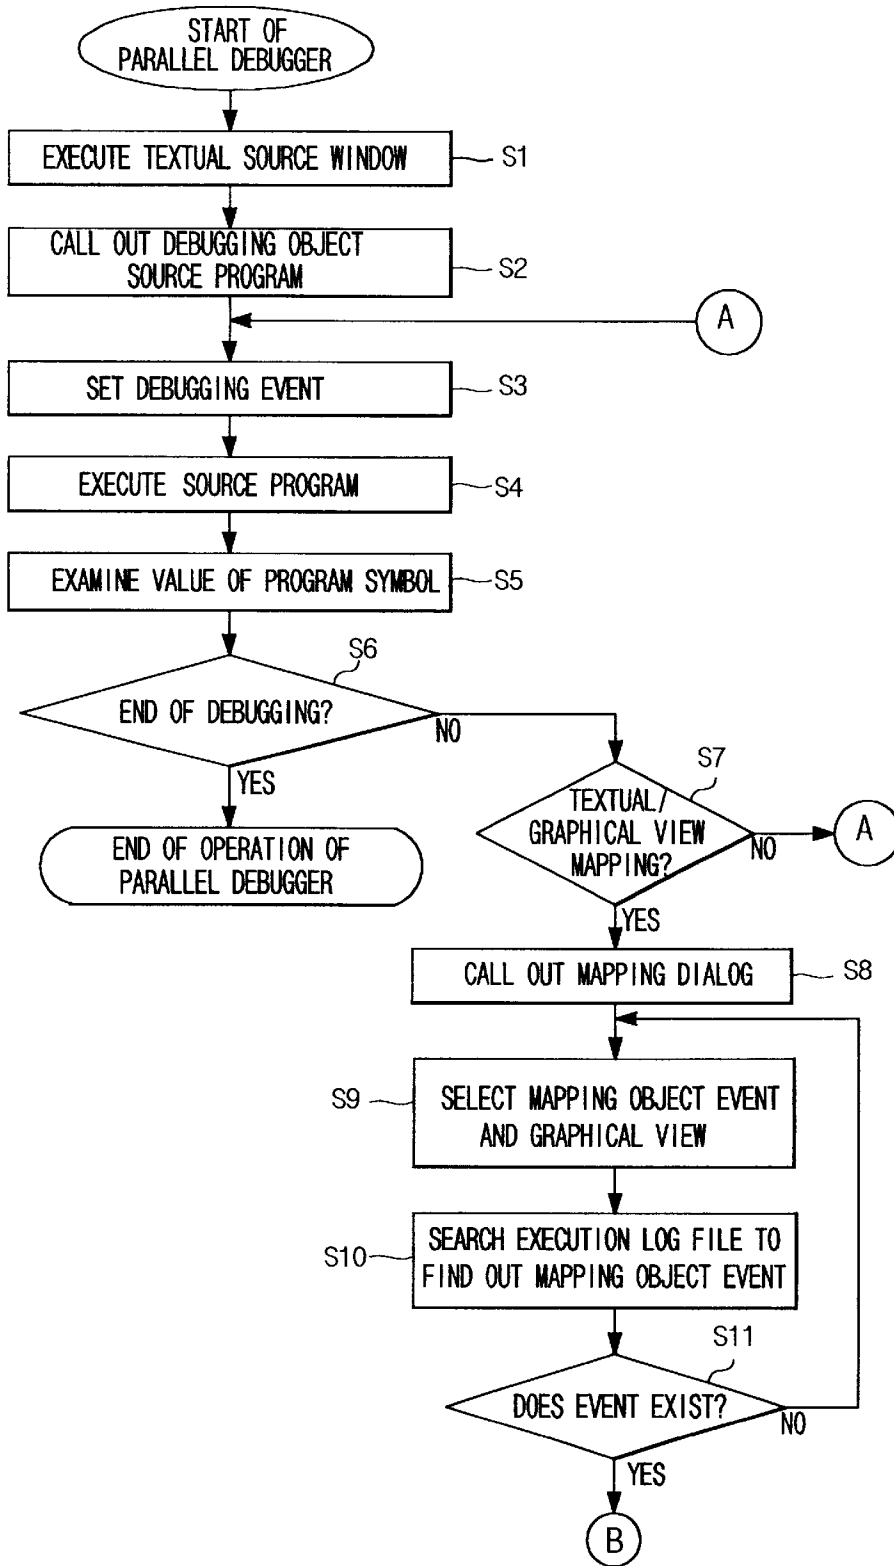 START OF
PARALLEL DEBUGGER
EXECUTE TEXTUAL SOURCE WINDOW
S1
CALL OUT DEBUGGING OBJECT
SOURCE PROGRAM
S2
A
SET DEBUGGING EVENT
S3
EXECUTE SOURCE PROGRAM
S4
EXAMINE VALUE OF PROGRAM SYMBOL
S5
S6
END OF DEBUGGING?
NO
YES
END OF OPERATION OF
PARALLEL DEBUGGER
S7
TEXTUAL/
GRAPHICAL VIEW
MAPPING?
NO
A
YES
CALL OUT MAPPING DIALOG
S8
S9
SELECT MAPPING OBJECT EVENT
AND GRAPHICAL VIEW
S10
SEARCH EXECUTION LOG FILE TO
FIND OUT MAPPING OBJECT EVENT
S11
DOES EVENT EXIST?
NO
YES
B